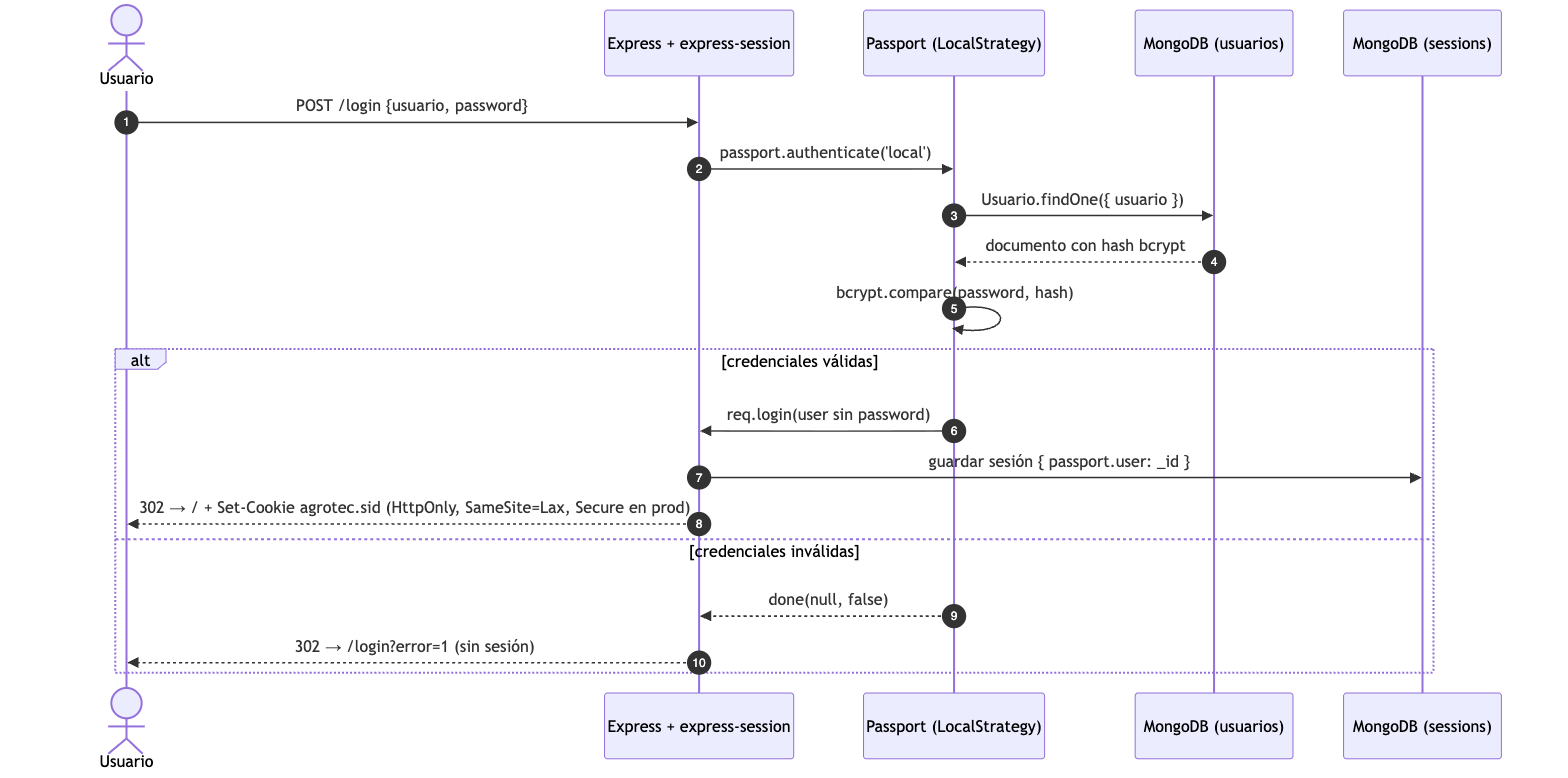 Usuario
Express + express-session
Passport (LocalStrategy)
MongoDB (usuarios)
MongoDB (sessions)
POST /login {usuario, password}
1
passport.authenticate('local')
2
Usuario.findOne({ usuario })
3
documento con hash bcrypt
4
bcrypt.compare(password, hash)
5
alt
[credenciales válidas]
req.login(user sin password)
6
guardar sesión { passport.user: _id }
7
302 → / + Set-Cookie agrotec.sid (HttpOnly, SameSite=Lax, Secure en prod)
8
[credenciales inválidas]
done(null, false)
9
302 → /login?error=1 (sin sesión)
10
Usuario
Express + express-session
Passport (LocalStrategy)
MongoDB (usuarios)
MongoDB (sessions)